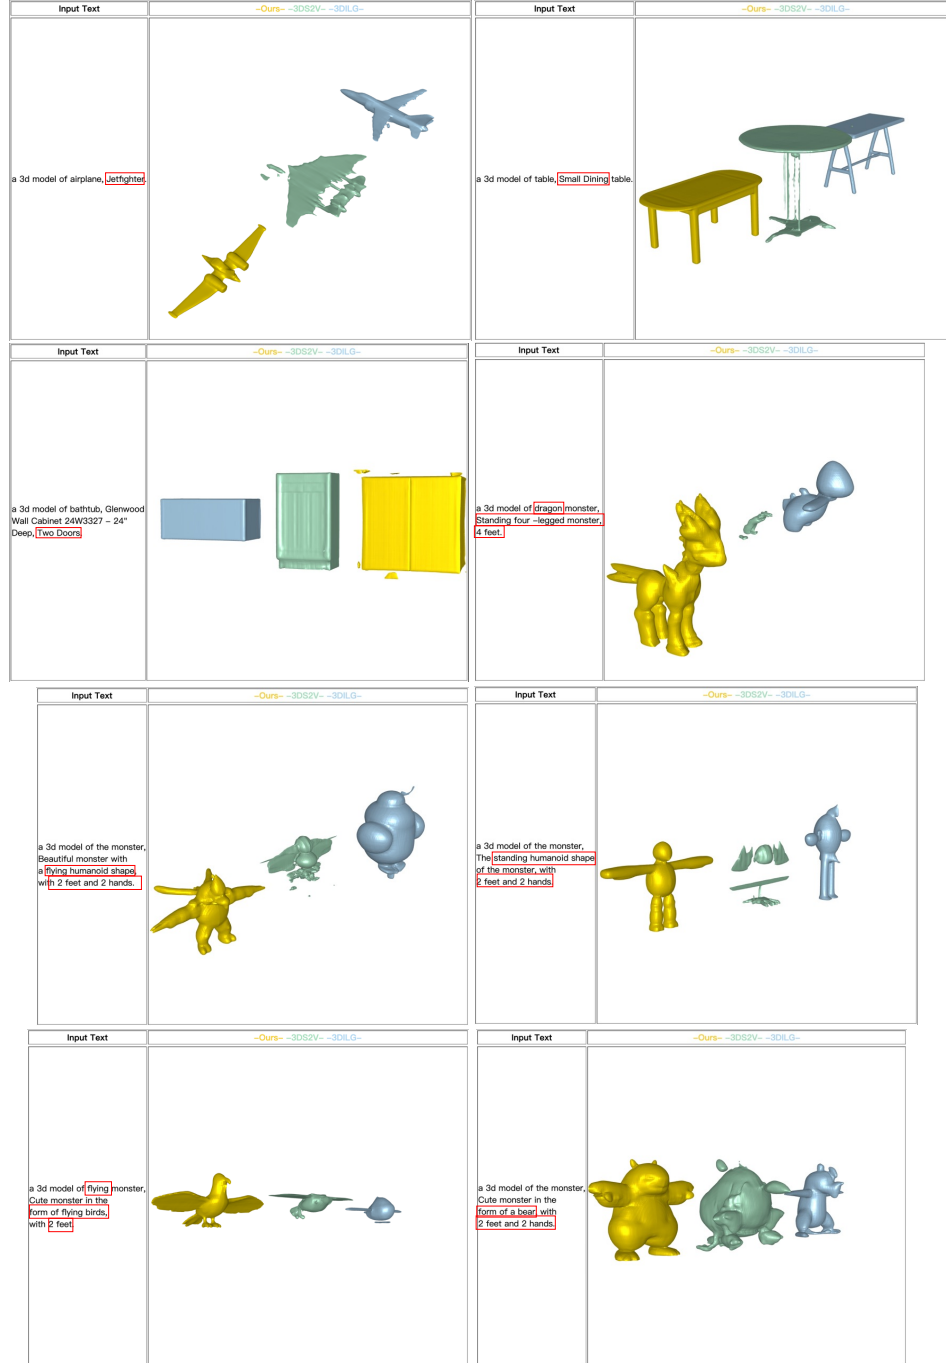 Input Text
-Ours- -3DS2V- -3DILG-
a 3d model of airplane, Jetfighter.
Input Text
-Ours- -3DS2V- -3DILG-
a 3d model of table, Small Dining table.
Input Text
-Ours- -3DS2V- -3DILG-
a 3d model of bathtub, Glenwood
Wall Cabinet 24W3327 – 24"
Deep, Two Doors
Input Text
-Ours- -3DS2V- -3DILG-
a 3d model of dragon monster,
Standing four –legged monster,
4 feet.
Input Text
-Ours- -3DS2V- -3DILG-
a 3d model of the monster,
Beautiful monster with
a flying humanoid shape,
with 2 feet and 2 hands.
Input Text
-Ours- -3DS2V- -3DILG-
a 3d model of the monster,
The standing humanoid shape
of the monster, with
2 feet and 2 hands.
Input Text
-Ours- -3DS2V- -3DILG-
a 3d model of flying monster,
Cute monster in the
form of flying birds,
with 2 feet.
Input Text
-Ours- -3DS2V- -3DILG-
a 3d model of the monster,
Cute monster in the
form of a bear, with
2 feet and 2 hands.